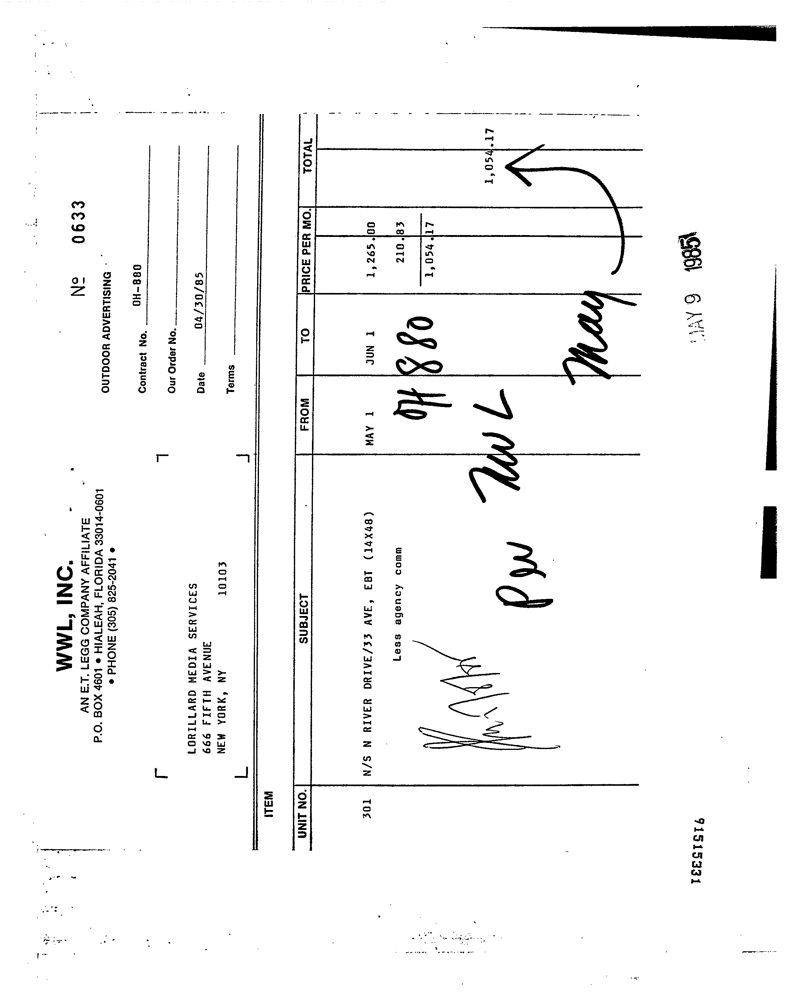 WWL, INC.
AN E.T. LEGG COMPANY AFFILIATE
P.O. BOX 4601 • HIALEAH, FLORIDA 33014-0601
• PHONE (305) 825-2041 •
Nº 0633
OUTDOOR ADVERTISING
Contract No. OH-880
Our Order No.
Date 04/30/85
Terms
LORILLARD MEDIA SERVICES
666 FIFTH AVENUE
NEW YORK, NY 10103
ITEM
UNIT NO. SUBJECT FROM TO PRICE PER MO. TOTAL
301 N/S N RIVER DRIVE/33 AVE, EBT (14X48) MAY 1 JUN 1 1,265.00
Less agency comm 210.83
OH 880
1,054.17 1,054.17
May
MAY 9 1985
91515331